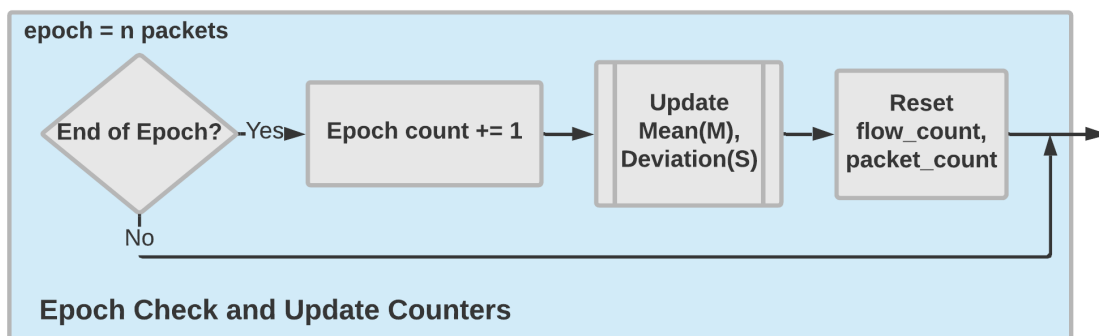 epoch = n packets
End of Epoch?
Yes
Epoch count += 1
Update
Mean(M),
Deviation(S)
Reset
flow_count,
packet_count
No
Epoch Check and Update Counters